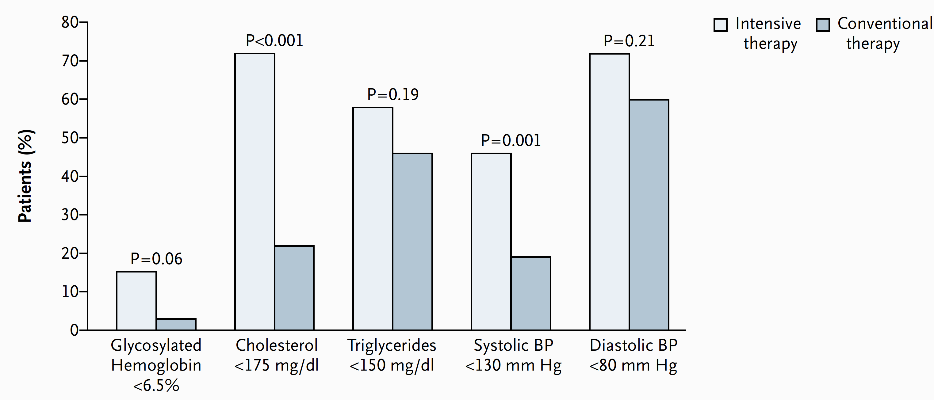 80
70
60
50
40
30
20
10
0
Patients (%)
P=0.06
P<0.001
P=0.19
P=0.001
P=0.21
Intensive
therapy
Conventional
therapy
Glycosylated
Hemoglobin
<6.5%
Cholesterol
<175 mg/dl
Triglycerides
<150 mg/dl
Systolic BP
<130 mm Hg
Diastolic BP
<80 mm Hg